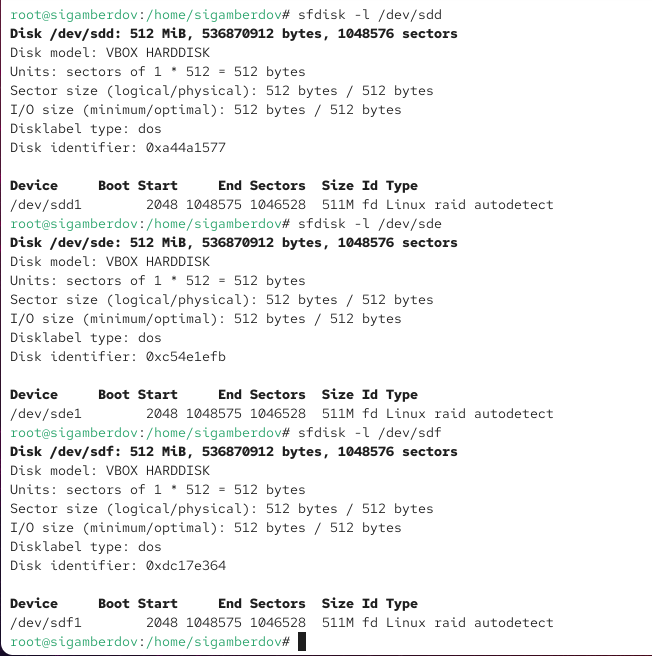 root@sigamberdov:/home/sigamberdov# sfdisk -l /dev/sdd
Disk /dev/sdd: 512 MiB, 536870912 bytes, 1048576 sectors
Disk model: VBOX HARDDISK
Units: sectors of 1 * 512 = 512 bytes
Sector size (logical/physical): 512 bytes / 512 bytes
I/O size (minimum/optimal): 512 bytes / 512 bytes
Disklabel type: dos
Disk identifier: 0xa44a1577

Device     Boot Start     End Sectors  Size Id Type
/dev/sdd1        2048 1048575 1046528  511M fd Linux raid autodetect
root@sigamberdov:/home/sigamberdov# sfdisk -l /dev/sde
Disk /dev/sde: 512 MiB, 536870912 bytes, 1048576 sectors
Disk model: VBOX HARDDISK
Units: sectors of 1 * 512 = 512 bytes
Sector size (logical/physical): 512 bytes / 512 bytes
I/O size (minimum/optimal): 512 bytes / 512 bytes
Disklabel type: dos
Disk identifier: 0xc54e1efb

Device     Boot Start     End Sectors  Size Id Type
/dev/sde1        2048 1048575 1046528  511M fd Linux raid autodetect
root@sigamberdov:/home/sigamberdov# sfdisk -l /dev/sdf
Disk /dev/sdf: 512 MiB, 536870912 bytes, 1048576 sectors
Disk model: VBOX HARDDISK
Units: sectors of 1 * 512 = 512 bytes
Sector size (logical/physical): 512 bytes / 512 bytes
I/O size (minimum/optimal): 512 bytes / 512 bytes
Disklabel type: dos
Disk identifier: 0xdc17e364

Device     Boot Start     End Sectors  Size Id Type
/dev/sdf1        2048 1048575 1046528  511M fd Linux raid autodetect
root@sigamberdov:/home/sigamberdov#